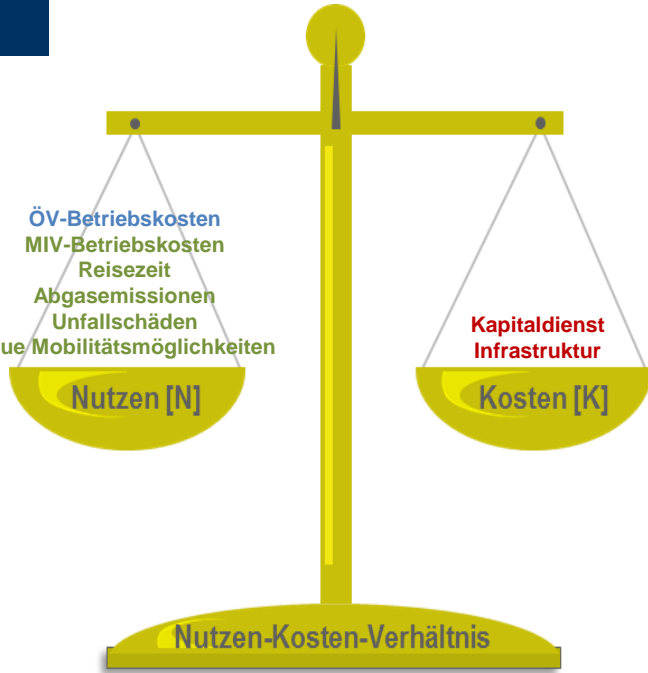 ÖV-Betriebskosten
MIV-Betriebskosten
Reisezeit
Abgasemissionen
Unfallschäden
ue Mobilitätsmöglichkeiten
Kapitaldienst
Infrastruktur
Nutzen [N]
Kosten [K]
Nutzen-Kosten-Verhältnis